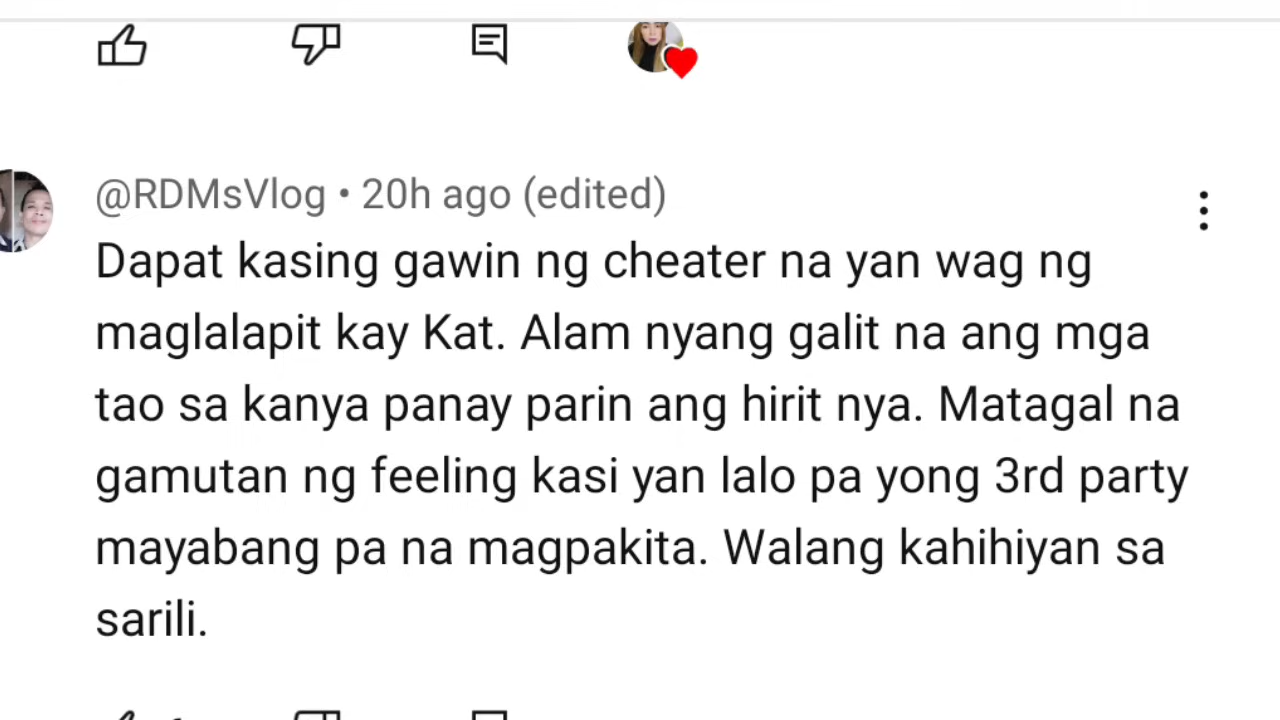 @RDMsVlog • 20h ago (edited)
Dapat kasing gawin ng cheater na yan wag ng
maglalapit kay Kat. Alam nyang galit na ang mga
tao sa kanya panay parin ang hirit nya. Matagal na
gamutan ng feeling kasi yan lalo pa yong 3rd party
mayabang pa na magpakita. Walang kahihiyan sa
sarili.